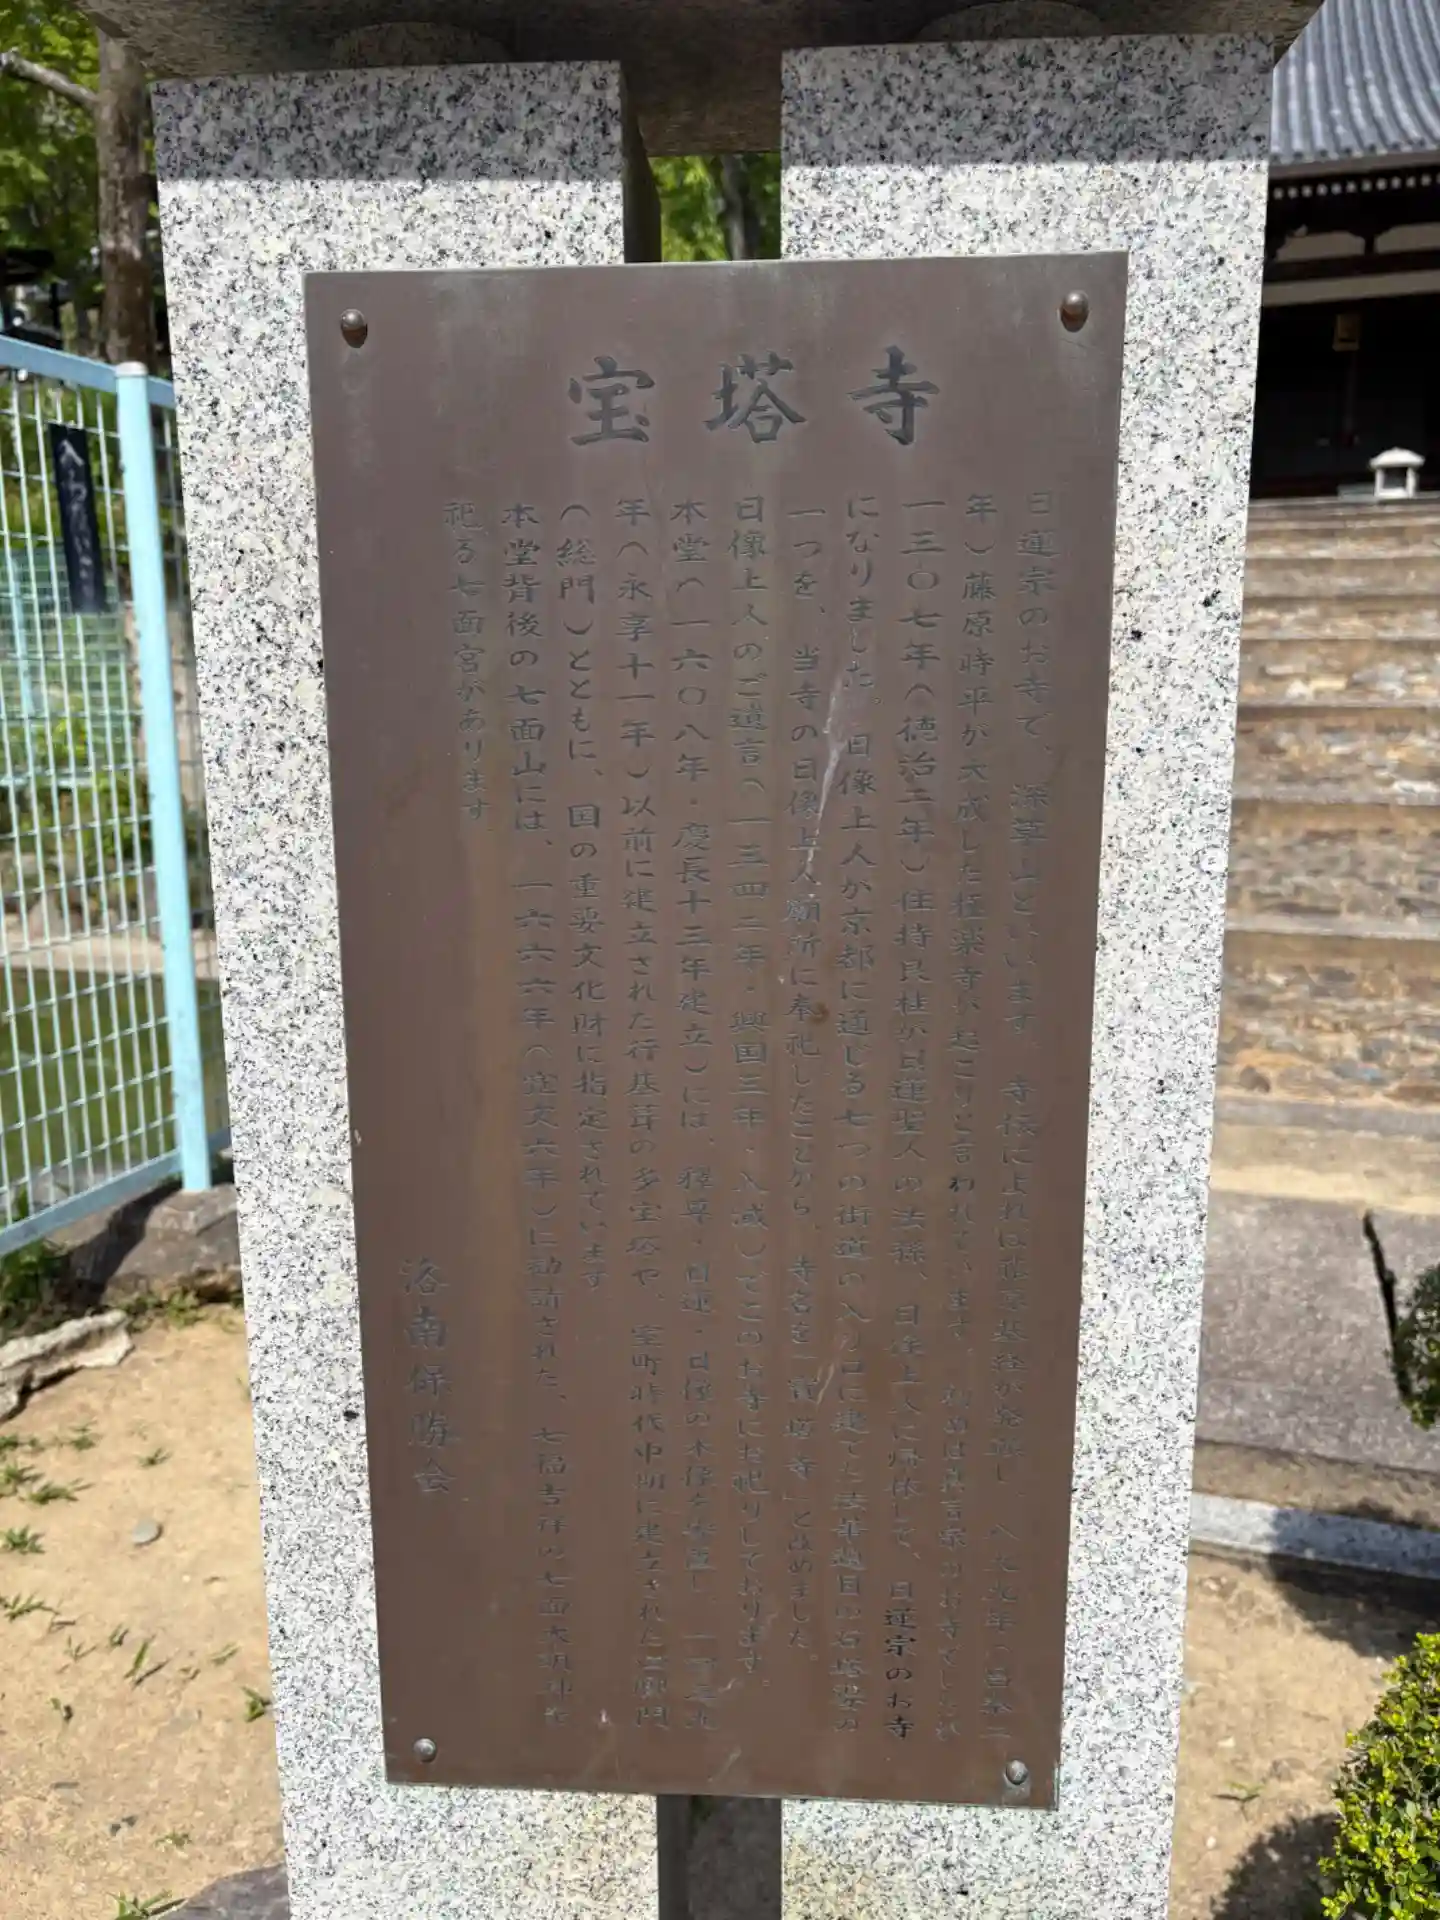 宝塔寺
日蓮宗のお寺で、深草山といいます。寺伝によれば藤原基経が発願し、八九九年（昌泰二
年）藤原時平が大成した極楽寺が起こりと言われています。初めは真言宗のお寺でしたが
一三〇七年（徳治二年）住持良桂が日蓮聖人の法孫、日像上人に帰依して、日蓮宗のお寺
になりました。日像上人が京都に通じる七つの街道の入り口に建てた法華題目の石塔婆の
一つを、当寺の日像上人廟所に奉祀したことから、寺名を「寶塔寺」と改めました。
日像上人のご遺言（一三四二年・興国三年・入滅）でこのお寺にお祀りしております。
本堂（一六〇八年・慶長十三年建立）には、釋尊・日蓮・日像の木像を安置し、一四三九
年（永享十一年）以前に建立された行基葺の多宝塔や、室町時代中期に建立された四脚門
（総門）とともに、国の重要文化財に指定されています
本堂背後の七面山には、一六六六年（寛文六年）に勧請された、七福吉祥の七面大明神を
祀る七面宮があります
洛南保勝会